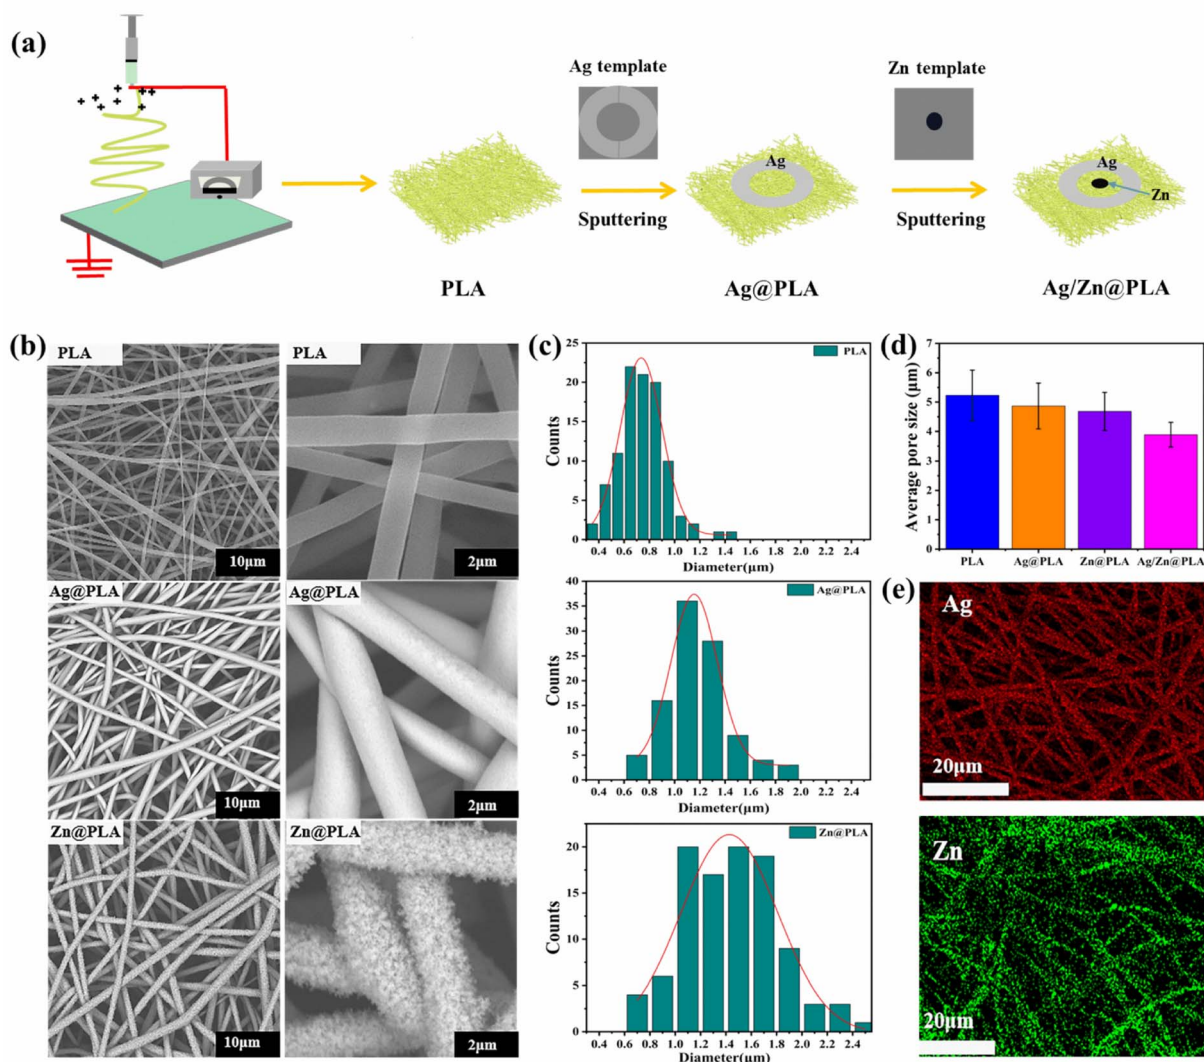 (a)
Ag template
Zn template
Ag
Ag
Zn
Sputtering
Sputtering
PLA
Ag@PLA
Ag/Zn@PLA
(b)
PLA
PLA
10μm
2μm
Ag@PLA
Ag@PLA
10μm
2μm
Zn@PLA
Zn@PLA
10μm
2μm
(c)
PLA
25
20
15
10
5
0
Counts
0.4 0.6 0.8 1.0 1.2 1.4 1.6 1.8 2.0 2.2 2.4
Diameter(μm)
Ag@PLA
40
35
30
25
20
15
10
5
0
Counts
0.4 0.6 0.8 1.0 1.2 1.4 1.6 1.8 2.0 2.2 2.4
Diameter(μm)
Zn@PLA
20
15
10
5
0
Counts
0.4 0.6 0.8 1.0 1.2 1.4 1.6 1.8 2.0 2.2 2.4
Diameter(μm)
(d)
7
6
5
4
3
2
1
0
Average pore size (μm)
PLA Ag@PLA Zn@PLA Ag/Zn@PLA
(e)
Ag
20μm
Zn
20μm